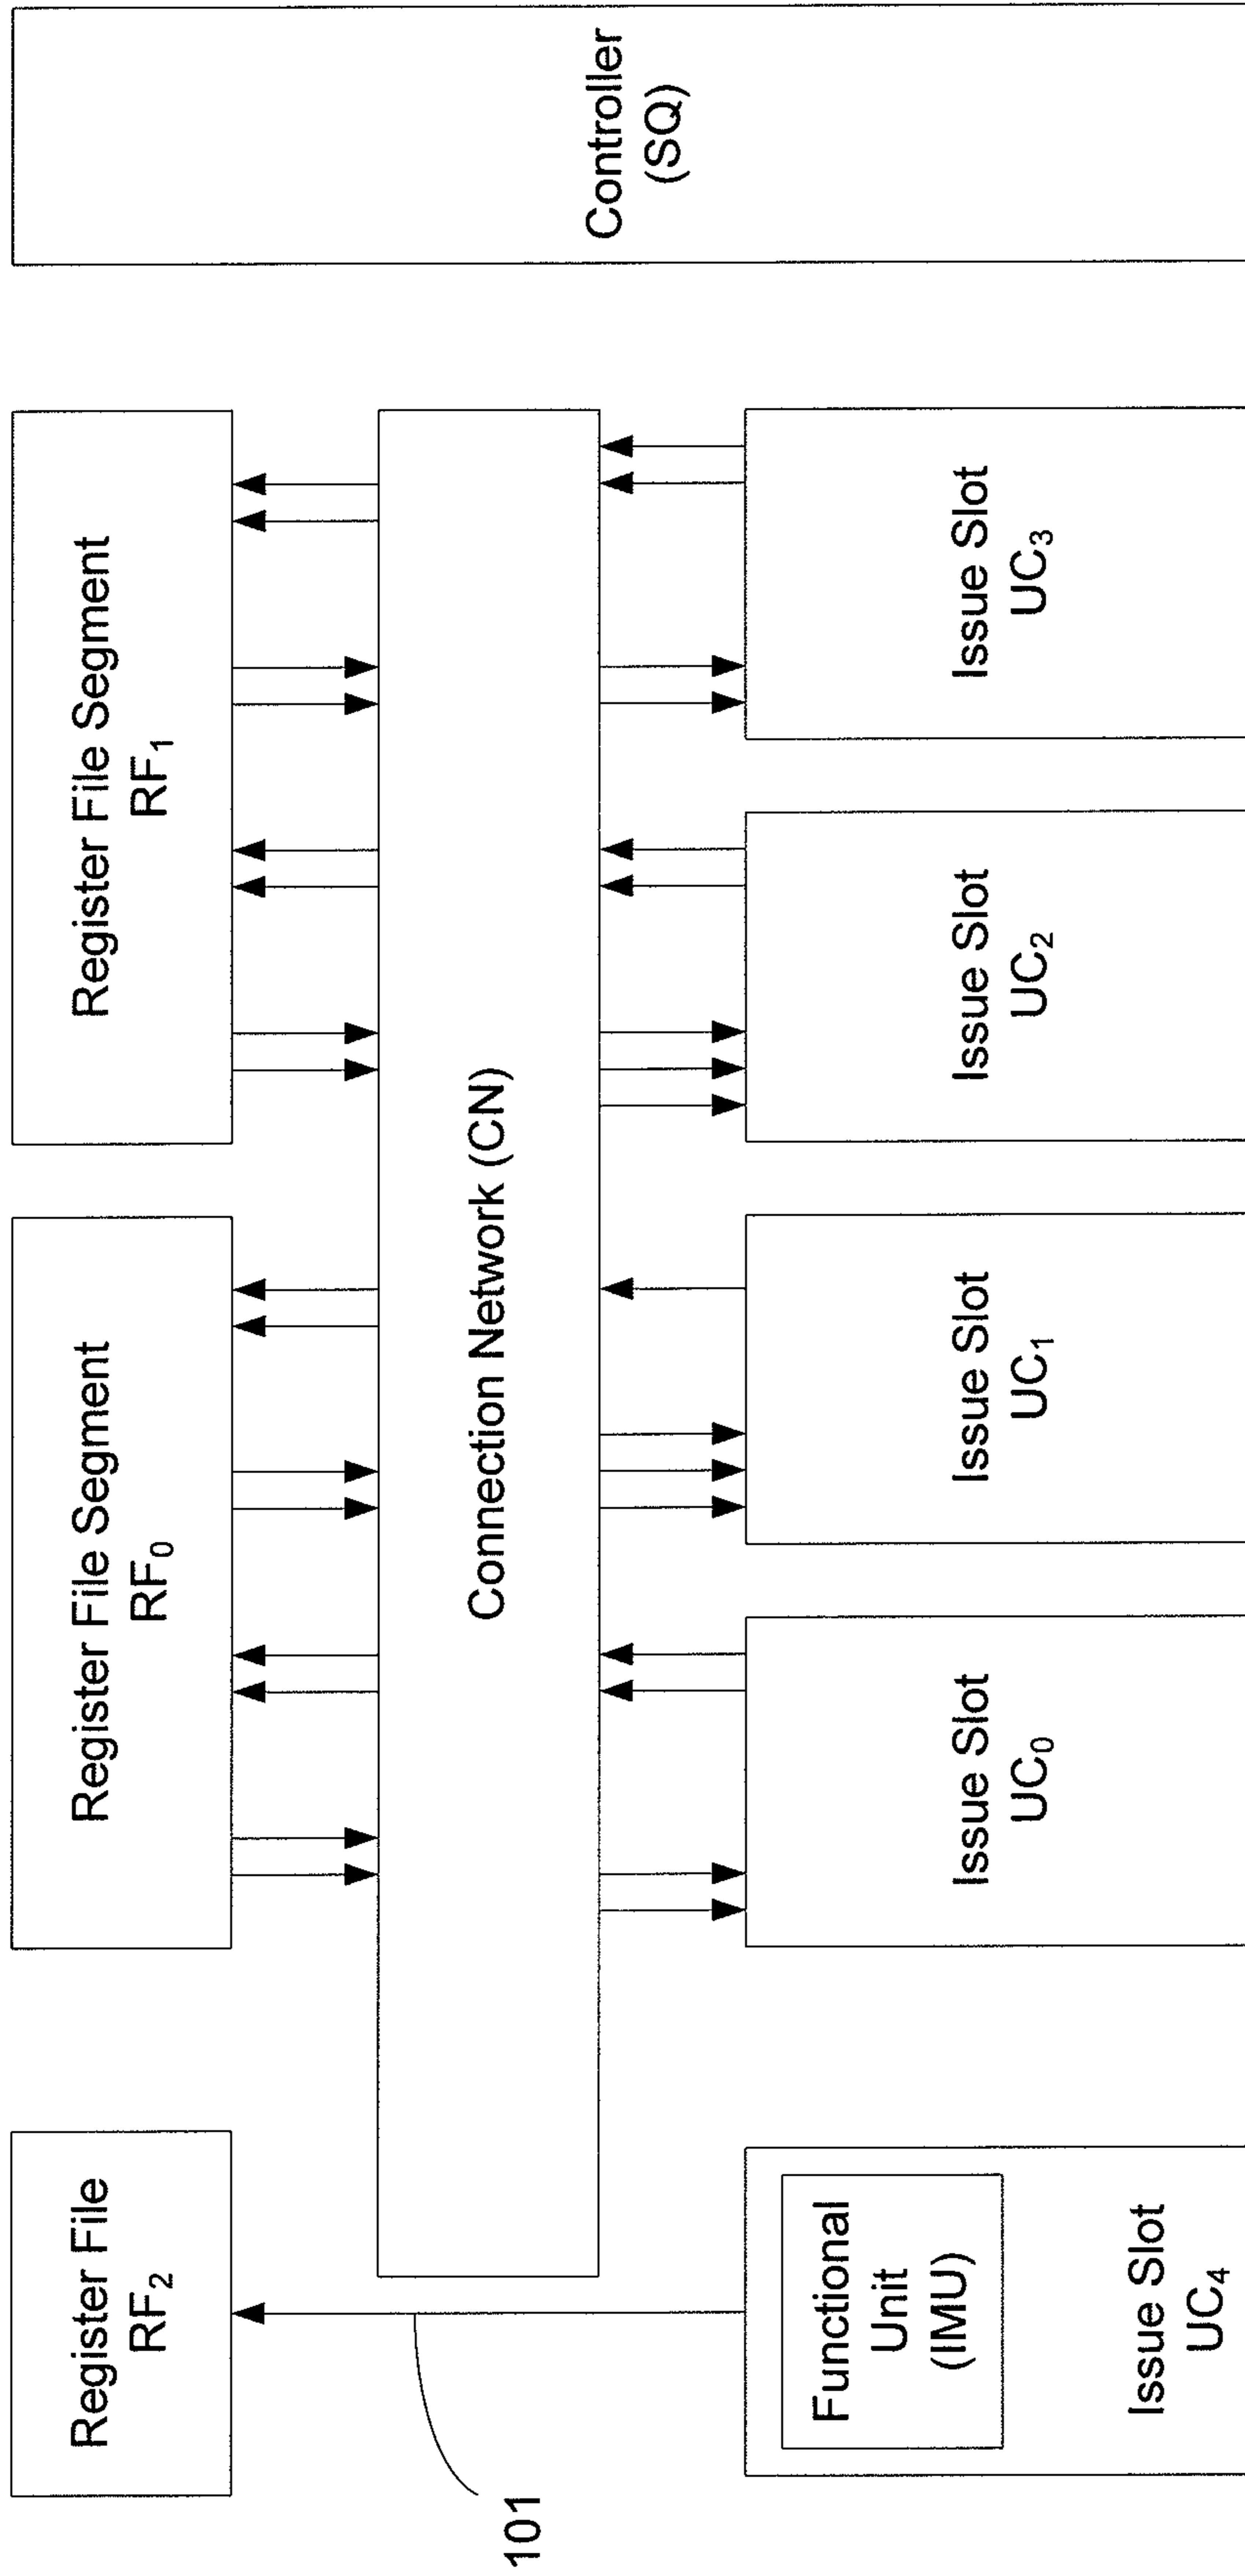 Register File
RF₂
Register File Segment
RF₀
Register File Segment
RF₁
Controller
(SQ)
101
Connection Network (CN)
Functional
Unit
(IMU)
Issue Slot
UC₄
Issue Slot
UC₀
Issue Slot
UC₁
Issue Slot
UC₂
Issue Slot
UC₃